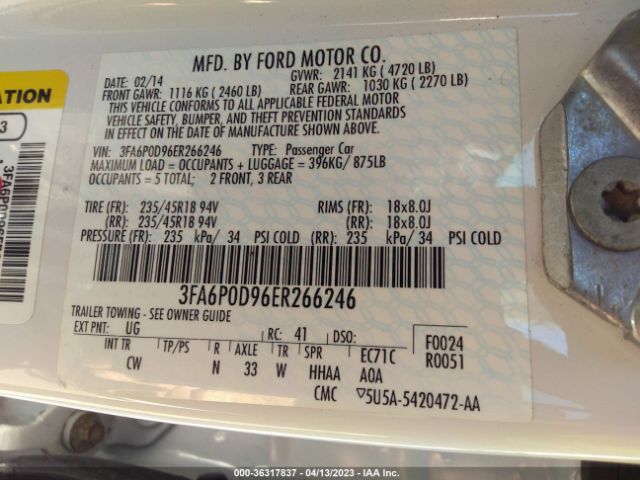 MFD. BY FORD MOTOR CO.
DATE: 02/14 GVWR: 2141 KG ( 4720 LB)
FRONT GAWR: 1116 KG ( 2460 LB) REAR GAWR: 1030 KG ( 2270 LB)
THIS VEHICLE CONFORMS TO ALL APPLICABLE FEDERAL MOTOR
VEHICLE SAFETY, BUMPER, AND THEFT PREVENTION STANDARDS
IN EFFECT ON THE DATE OF MANUFACTURE SHOWN ABOVE.
VIN: 3FA6P0D96ER266246 TYPE: Passenger Car
MAXIMUM LOAD = OCCUPANTS + LUGGAGE = 396KG/ 875LB
OCCUPANTS = 5 TOTAL; 2 FRONT, 3 REAR
TIRE (FR): 235/45R18 94V RIMS (FR): 18x8.0J
(RR): 235/45R18 94V (RR): 18x8.0J
PRESSURE (FR): 235 kPa/ 34 PSI COLD (RR): 235 kPa/ 34 PSI COLD
3FA6P0D96ER266246
TRAILER TOWING - SEE OWNER GUIDE
EXT PNT: UG RC: 41 DSO: F0024
INT TR TP/PS R AXLE TR SPR EC71C R0051
CW N 33 W HHAA A0A
CMC ▽5U5A-5420472-AA
ATION
3
000-36317837 - 04/13/2023 - IAA Inc.